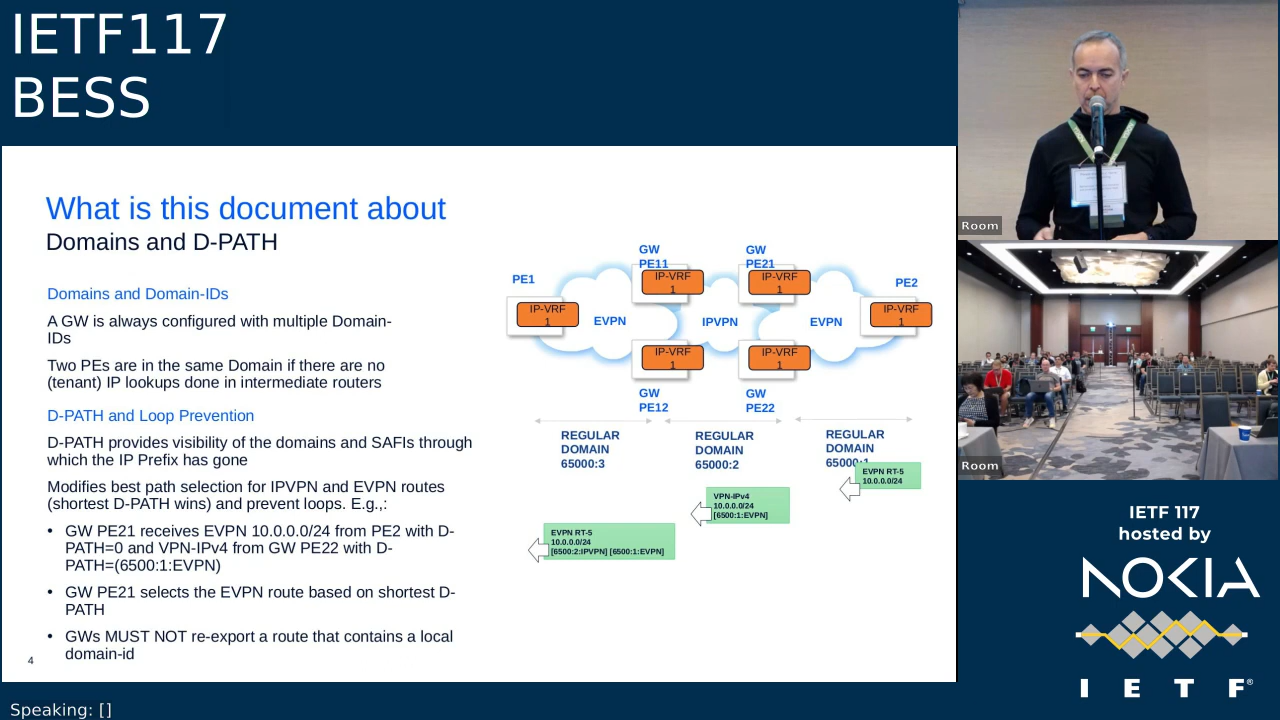 IETF117
BESS
What is this document about
Domains and D-PATH
Domains and Domain-IDs
A GW is always configured with multiple Domain-
IDs
Two PEs are in the same Domain if there are no
(tenant) IP lookups done in intermediate routers
D-PATH and Loop Prevention
D-PATH provides visibility of the domains and SAFIs through
which the IP Prefix has gone
Modifies best path selection for IPVPN and EVPN routes
(shortest D-PATH wins) and prevent loops. E.g.,:
• GW PE21 receives EVPN 10.0.0.0/24 from PE2 with D-
PATH=0 and VPN-IPv4 from GW PE22 with D-
PATH=(6500:1:EVPN)
• GW PE21 selects the EVPN route based on shortest D-
PATH
• GWs MUST NOT re-export a route that contains a local
domain-id
4
GW
PE11
GW
PE21
PE1
PE2
IP-VRF
1
IP-VRF
1
IP-VRF
1
IP-VRF
1
EVPN
IPVPN
EVPN
IP-VRF
1
IP-VRF
1
GW
PE12
GW
PE22
REGULAR
DOMAIN
65000:3
REGULAR
DOMAIN
65000:2
REGULAR
DOMAIN
65000:1
EVPN RT-5
10.0.0.0/24
VPN-IPv4
10.0.0.0/24
[6500:1:EVPN]
EVPN RT-5
10.0.0.0/24
[6500:2:IPVPN] [6500:1:EVPN]
Room
Room
IETF 117
hosted by
NOKIA
I E T F®
Speaking: []